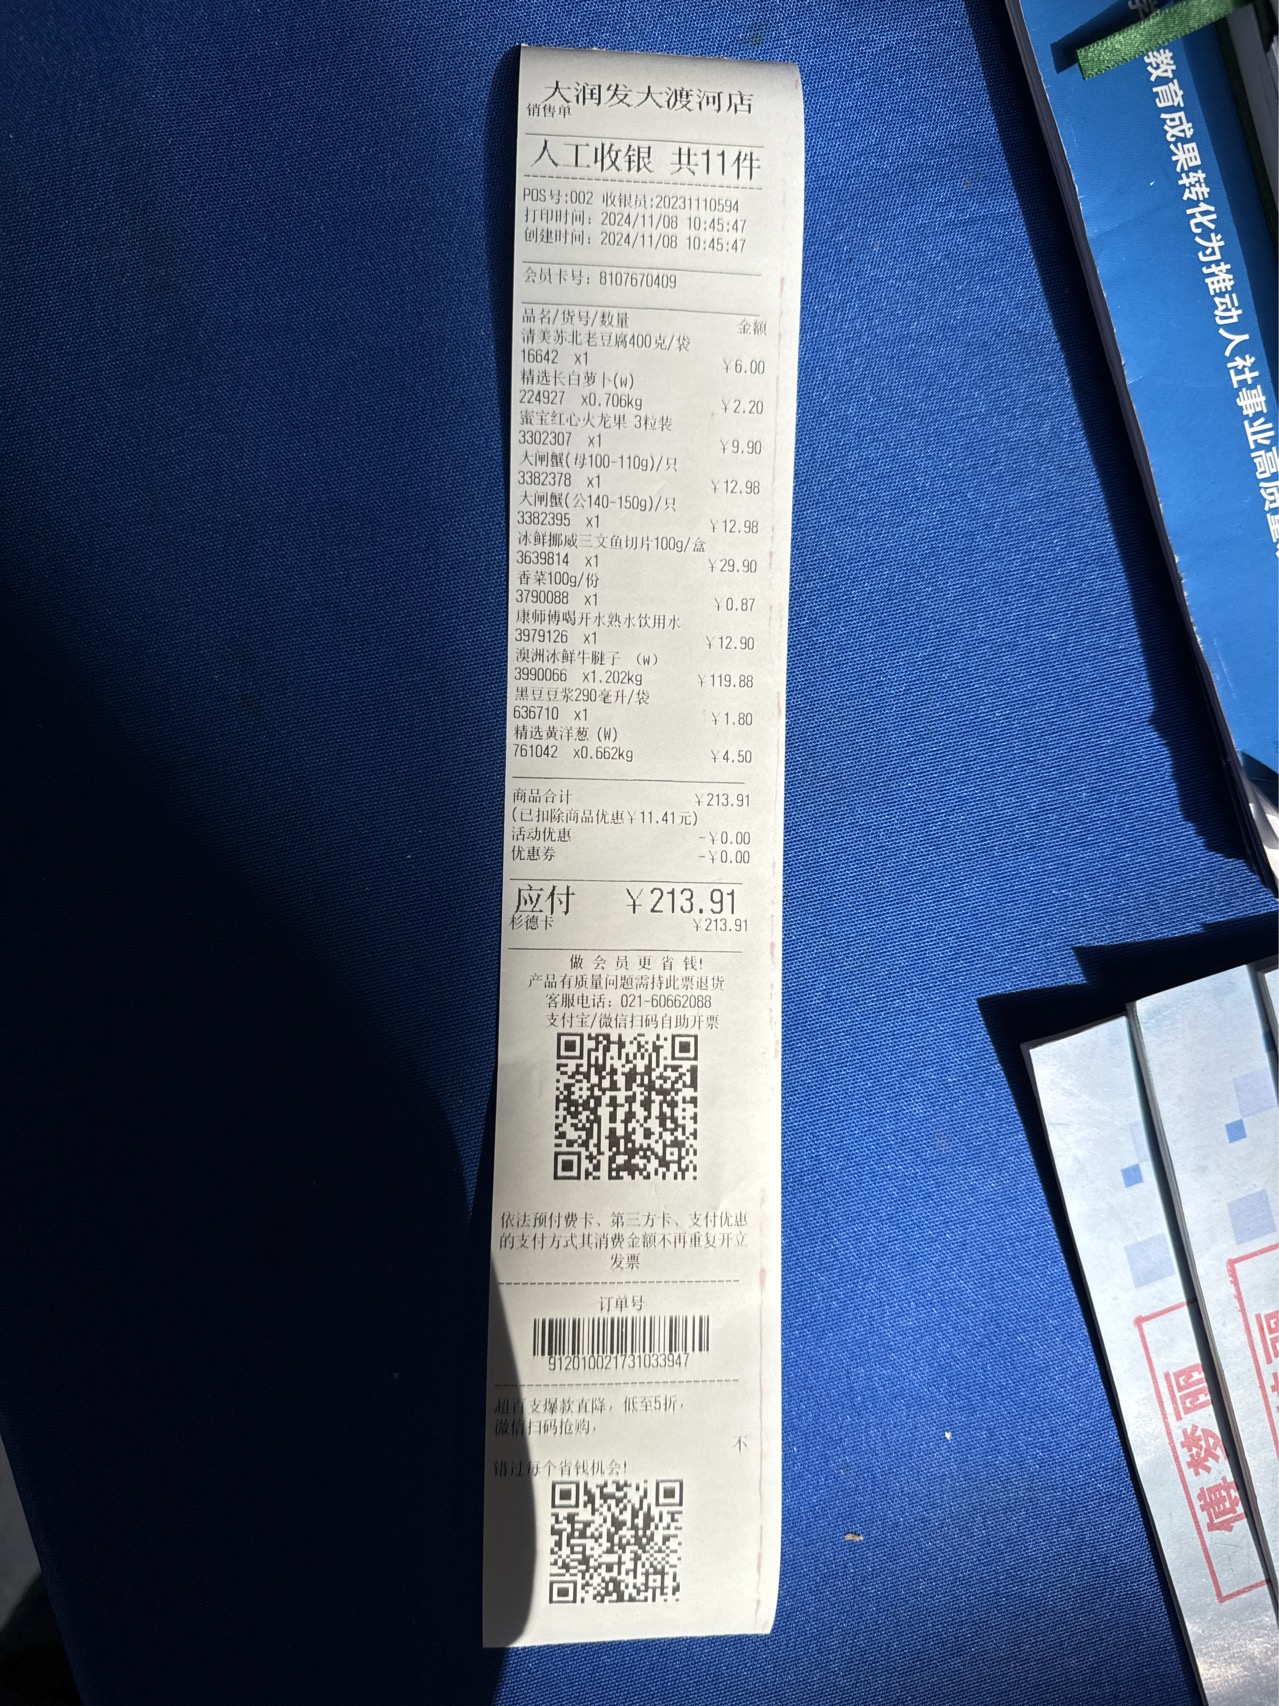 大润发大渡河店
销售单
人工收银 共11件
POS号:002 收银员:20231110594
打印时间: 2024/11/08 10:45:47
创建时间: 2024/11/08 10:45:47
会员卡号: 8107670409
品名/货号/数量 金额
清美苏北老豆腐400克/袋
16642 x1 ￥6.00
精选长白萝卜(W)
224927 x0.706kg ￥2.20
蜜宝红心火龙果 3粒装
3302307 x1 ￥9.90
大闸蟹(母100-110g)/只
3382378 x1 ￥12.98
大闸蟹(公140-150g)/只
3382395 x1 ￥12.98
冰鲜挪威三文鱼切片100g/盒
3639814 x1 ￥29.90
香菜100g/份
3790088 x1 ￥0.87
康师傅喝开水熟水饮用水
3979126 x1 ￥12.90
澳洲冰鲜牛腱子 (W)
3990066 x1.202kg ￥119.88
黑豆豆浆290毫升/袋
636710 x1 ￥1.80
精选黄洋葱(W)
761042 x0.662kg ￥4.50
商品合计 ￥213.91
(已扣除商品优惠￥11.41元)
活动优惠 -￥0.00
优惠券 -￥0.00
应付 ￥213.91
杉德卡 ￥213.91
做会员更省钱!
产品有质量问题需持此票退货
客服电话: 021-60662088
支付宝/微信扫码自助开票
依法预付费卡、第三方卡、支付优惠
的支付方式其消费金额不再重复开立
发票
订单号
912010021731033947
超百支爆款直降, 低至5折,
微信扫码抢购,
不
错过每个省钱机会!
教育成果转化为推动人社事业高质量
傅梦丽